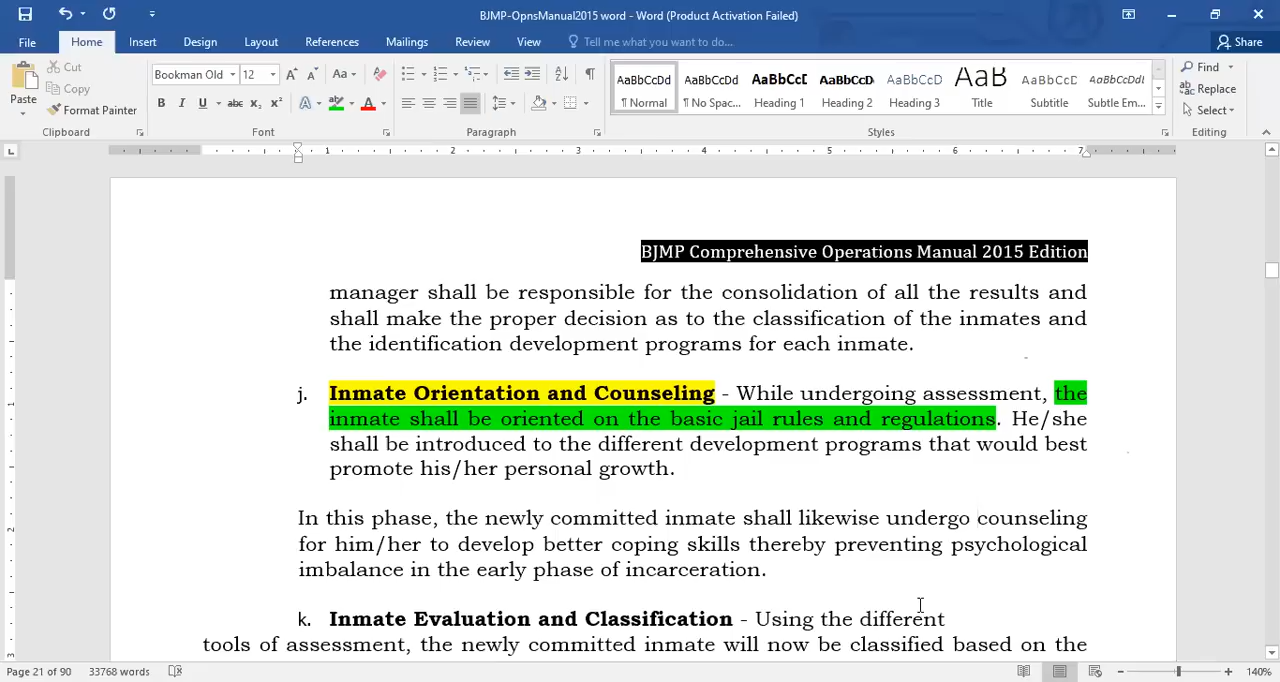 BJMP-OpnsManual2015 word - Word (Product Activation Failed)
File Home Insert Design Layout References Mailings Review View Tell me what you want to do... Share
Paste Cut Copy Format Painter
Bookman Old 12
AaBbCcDd AaBbCcDd AaBbCcI AaBbCcD AaBbCcD AaB AaBbCcD AaBbCcDdI
¶ Normal ¶ No Spac... Heading 1 Heading 2 Heading 3 Title Subtitle Subtle Em...
Find Replace Select
Clipboard Font Paragraph Styles Editing
1 2 3 4 5 6 7
BJMP Comprehensive Operations Manual 2015 Edition
manager shall be responsible for the consolidation of all the results and
shall make the proper decision as to the classification of the inmates and
the identification development programs for each inmate.
j. Inmate Orientation and Counseling - While undergoing assessment, the
inmate shall be oriented on the basic jail rules and regulations. He/she
shall be introduced to the different development programs that would best
promote his/her personal growth.
In this phase, the newly committed inmate shall likewise undergo counseling
for him/her to develop better coping skills thereby preventing psychological
imbalance in the early phase of incarceration.
k. Inmate Evaluation and Classification - Using the different
tools of assessment, the newly committed inmate will now be classified based on the
Page 21 of 90 33768 words 140%